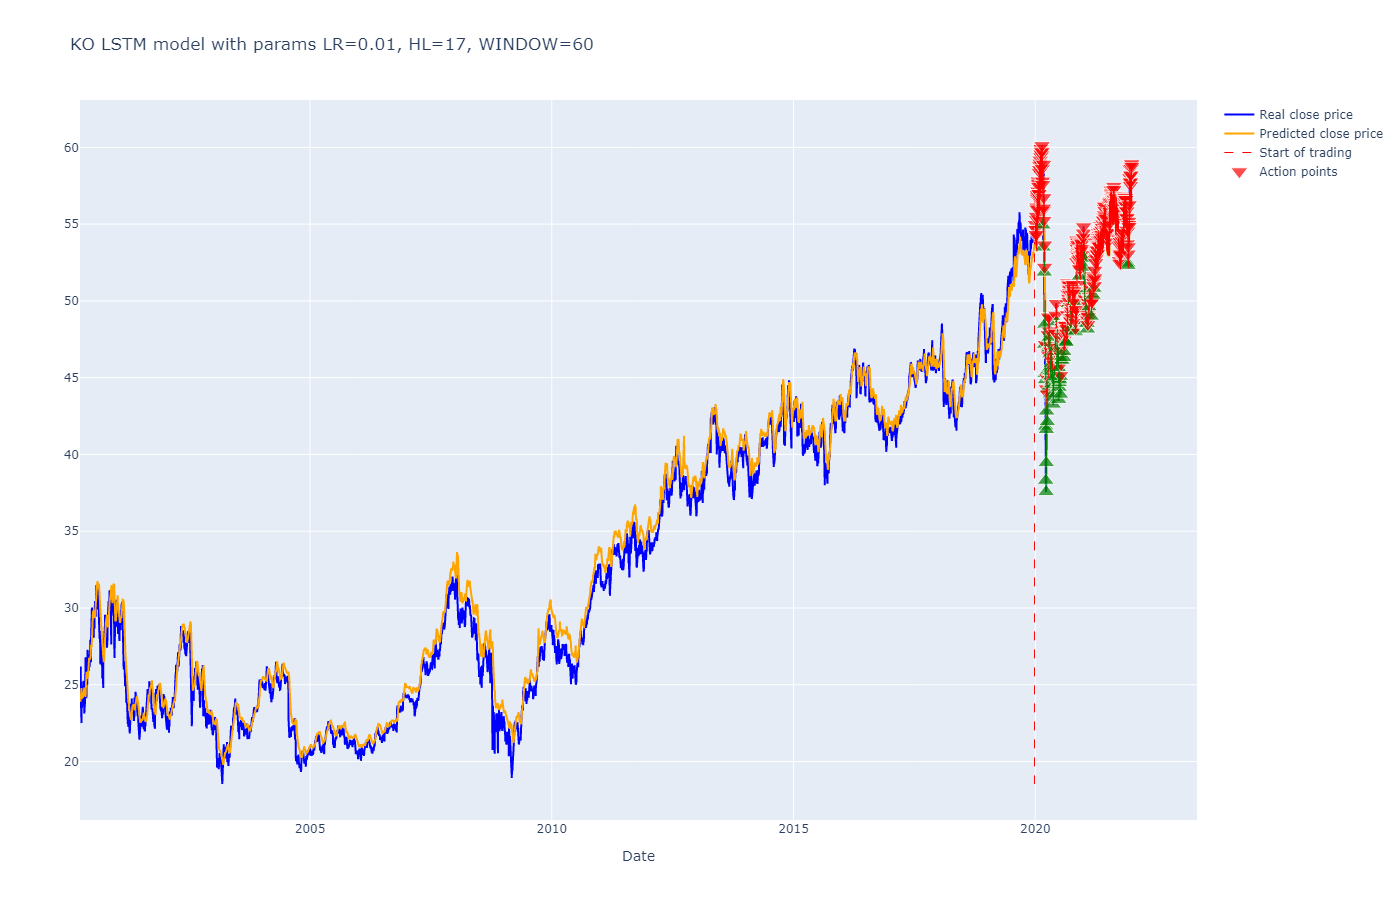 KO LSTM model with params LR=0.01, HL=17, WINDOW=60
Real close price
Predicted close price
Start of trading
Action points
60
55
50
45
40
35
30
25
20
2005
2010
2015
2020
Date